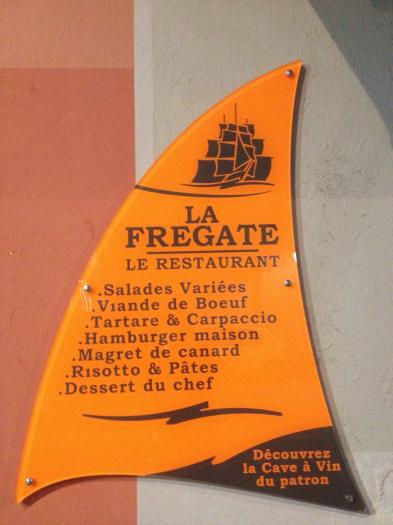 LA
FREGATE
LE RESTAURANT
.Salades Variées
.Viande de Boeuf
.Tartare & Carpaccio
.Hamburger maison
.Magret de canard
.Risotto & Pâtes
.Dessert du chef
Découvrez
la Cave à Vin
du patron